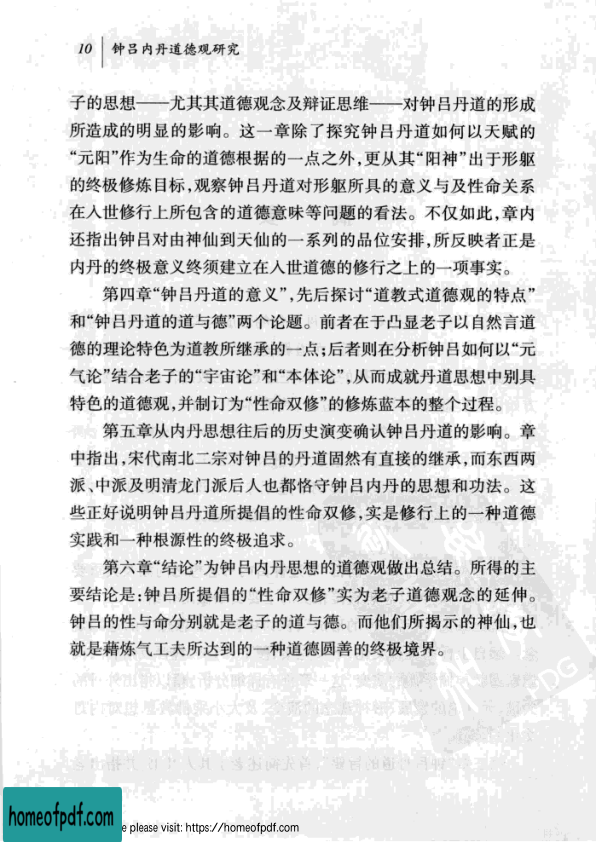 10 钟吕内丹道德观研究
子的思想——尤其其道德观念及辩证思维——对钟吕丹道的形成
所造成的明显的影响。这一章除了探究钟吕丹道如何以天赋的
“元阳”作为生命的道德根据的一点之外,更从其“阳神”出于形躯
的终极修炼目标,观察钟吕丹道对形躯所具的意义与及性命关系
在人世修行上所包含的道德意味等问题的看法。不仅如此,章内
还指出钟吕对由神仙到天仙的一系列的品位安排,所反映者正是
内丹的终极意义终须建立在人世道德的修行之上的一项事实。
第四章“钟吕丹道的意义”,先后探讨“道教式道德观的特点”
和“钟吕丹道的道与德”两个论题。前者在于凸显老子以自然言道
德的理论特色为道教所继承的一点;后者则在分析钟吕如何以“元
气论”结合老子的“宇宙论”和“本体论”,从而成就丹道思想中别具
特色的道德观,并制订为“性命双修”的修炼蓝本的整个过程。
第五章从内丹思想往后的历史演变确认钟吕丹道的影响。章
中指出,宋代南北二宗对钟吕的丹道固然有直接的继承,而东西两
派、中派及明清龙门派后人也都恪守钟吕内丹的思想和功法。这
些正好说明钟吕丹道所提倡的性命双修,实是修行上的一种道德
实践和一种根源性的终极追求。
第六章“结论”为钟吕内丹思想的道德观做出总结。所得的主
要结论是:钟吕所提倡的“性命双修”实为老子道德观念的延伸。
钟吕的性与命分别就是老子的道与德。而他们所揭示的神仙,也
就是藉炼气工夫所达到的一种道德圆善的终极境界。
homeofpdf.com
e please visit: https://homeofpdf.com